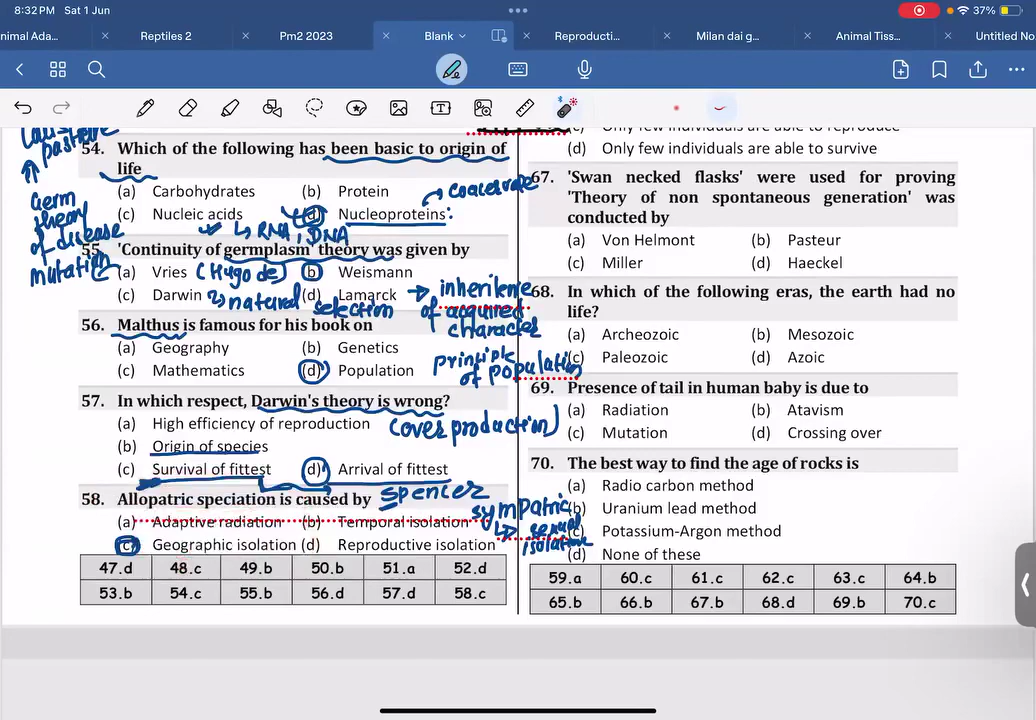 8:32 PM Sat 1 Jun
37%
nimal Ada...
Reptiles 2
Pm2 2023
Blank
Reproducti...
Milan dai g...
Animal Tiss...
Untitled No
pasteur
germ
theory
of disease
mutation
54. Which of the following has been basic to origin of
life
(a) Carbohydrates (b) Protein
coacervate
(c) Nucleic acids (d) Nucleoproteins
RNA, DNA
55. 'Continuity of germplasm' theory was given by
(a) Vries (Hugo de) (b) Weismann
(c) Darwin (d) Lamarck
natural selection
inheritence
of acquired
character
56. Malthus is famous for his book on
(a) Geography (b) Genetics
(c) Mathematics (d) Population
principle
of population
57. In which respect, Darwin's theory is wrong?
(a) High efficiency of reproduction
(over production)
(b) Origin of species
(c) Survival of fittest (d) Arrival of fittest
spencer
58. Allopatric speciation is caused by
(a) Adaptive radiation (b) Temporal isolation
(c) Geographic isolation (d) Reproductive isolation
sympatric
sexual
isolation
47.d 48.c 49.b 50.b 51.a 52.d
53.b 54.c 55.b 56.d 57.d 58.c
(c) Only few individuals are able to reproduce
(d) Only few individuals are able to survive
67. 'Swan necked flasks' were used for proving
'Theory of non spontaneous generation' was
conducted by
(a) Von Helmont (b) Pasteur
(c) Miller (d) Haeckel
68. In which of the following eras, the earth had no
life?
(a) Archeozoic (b) Mesozoic
(c) Paleozoic (d) Azoic
69. Presence of tail in human baby is due to
(a) Radiation (b) Atavism
(c) Mutation (d) Crossing over
70. The best way to find the age of rocks is
(a) Radio carbon method
(b) Uranium lead method
(c) Potassium-Argon method
(d) None of these
59.a 60.c 61.c 62.c 63.c 64.b
65.b 66.b 67.b 68.d 69.b 70.c